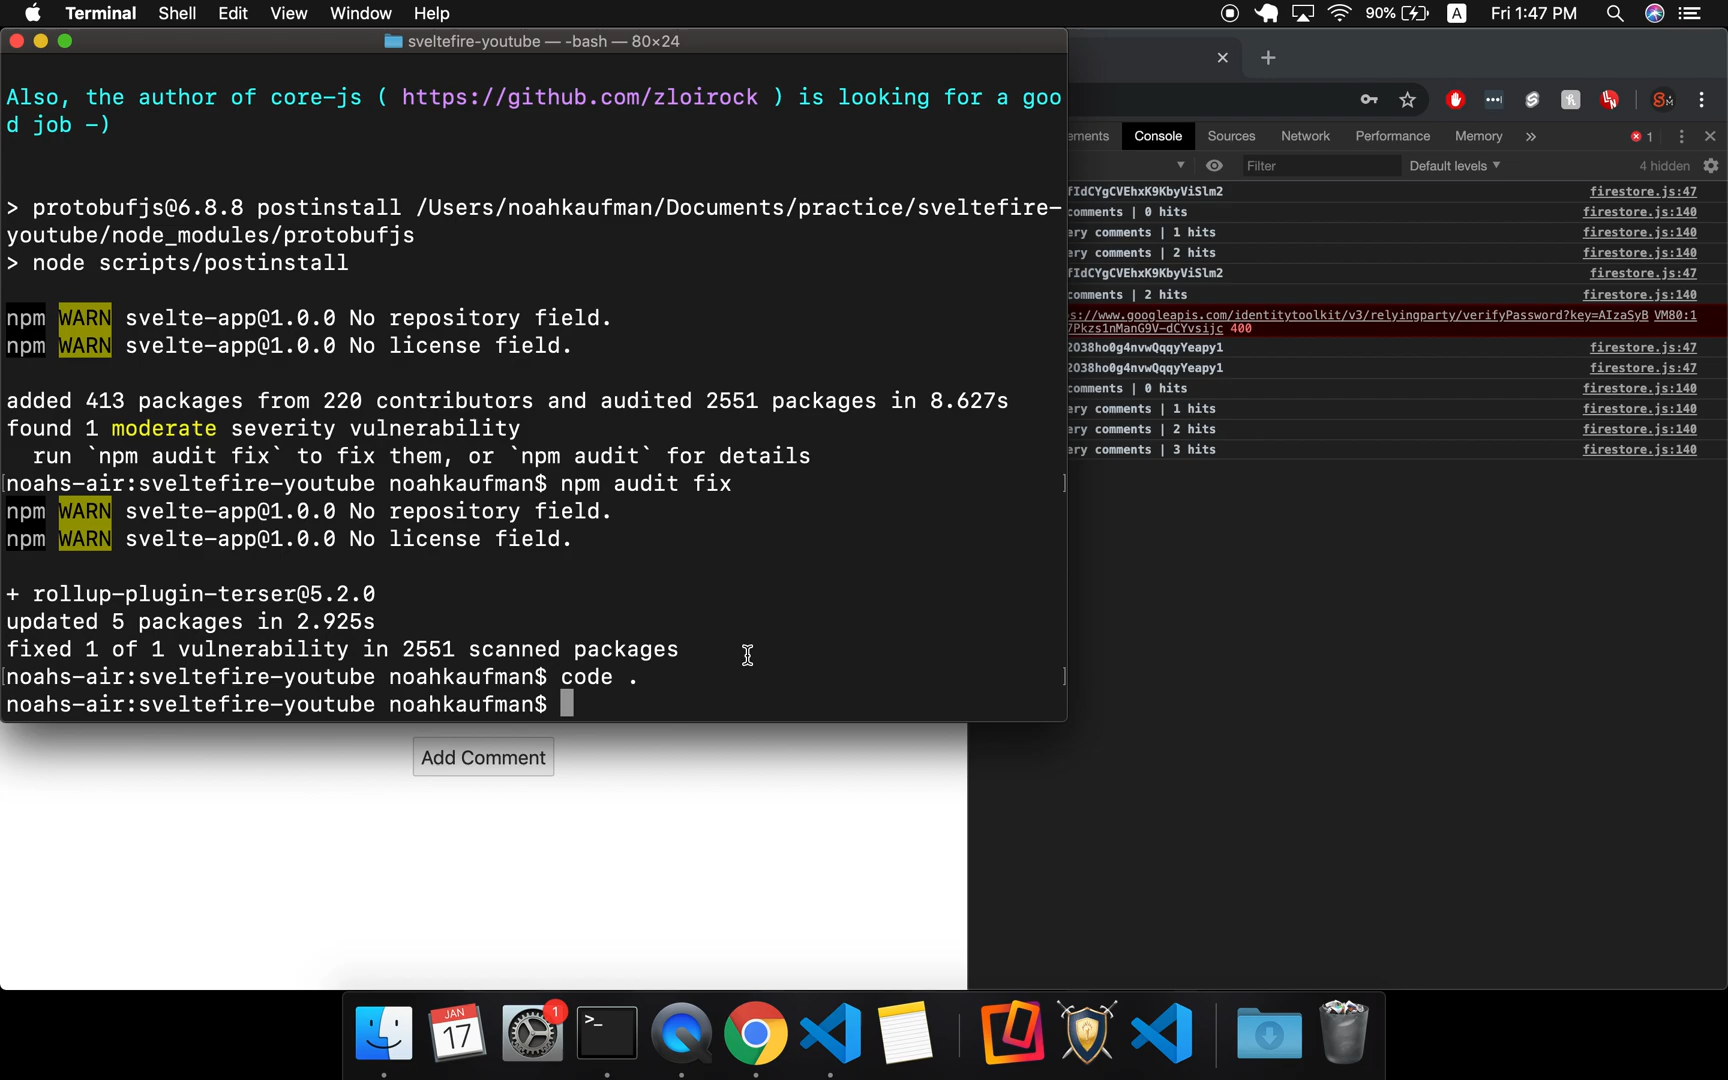 Terminal Shell Edit View Window Help
90% A Fri 1:47 PM
sveltefire-youtube — -bash — 80×24
Also, the author of core-js ( https://github.com/zloirock ) is looking for a goo
d job -)
> protobufjs@6.8.8 postinstall /Users/noahkaufman/Documents/practice/sveltefire-
youtube/node_modules/protobufjs
> node scripts/postinstall
npm WARN svelte-app@1.0.0 No repository field.
npm WARN svelte-app@1.0.0 No license field.
added 413 packages from 220 contributors and audited 2551 packages in 8.627s
found 1 moderate severity vulnerability
run `npm audit fix` to fix them, or `npm audit` for details
[noahs-air:sveltefire-youtube noahkaufman$ npm audit fix ]
npm WARN svelte-app@1.0.0 No repository field.
npm WARN svelte-app@1.0.0 No license field.
+ rollup-plugin-terser@5.2.0
updated 5 packages in 2.925s
fixed 1 of 1 vulnerability in 2551 scanned packages
[noahs-air:sveltefire-youtube noahkaufman$ code . ]
noahs-air:sveltefire-youtube noahkaufman$
ements Console Sources Network Performance Memory » 1
Filter Default levels ▼ 4 hidden
fIdCYgCVEhxK9KbyViSlm2 firestore.js:47
comments | 0 hits firestore.js:140
ery comments | 1 hits firestore.js:140
ery comments | 2 hits firestore.js:140
fIdCYgCVEhxK9KbyViSlm2 firestore.js:47
comments | 2 hits firestore.js:140
s://www.googleapis.com/identitytoolkit/v3/relyingparty/verifyPassword?key=AIzaSyB VM80:1
7Pkzs1nManG9V-dCYvsijc 400
2O38ho0g4nvwQqqyYeapy1 firestore.js:47
2O38ho0g4nvwQqqyYeapy1 firestore.js:47
comments | 0 hits firestore.js:140
ery comments | 1 hits firestore.js:140
ery comments | 2 hits firestore.js:140
ery comments | 3 hits firestore.js:140
Add Comment
JAN
17
1
>_